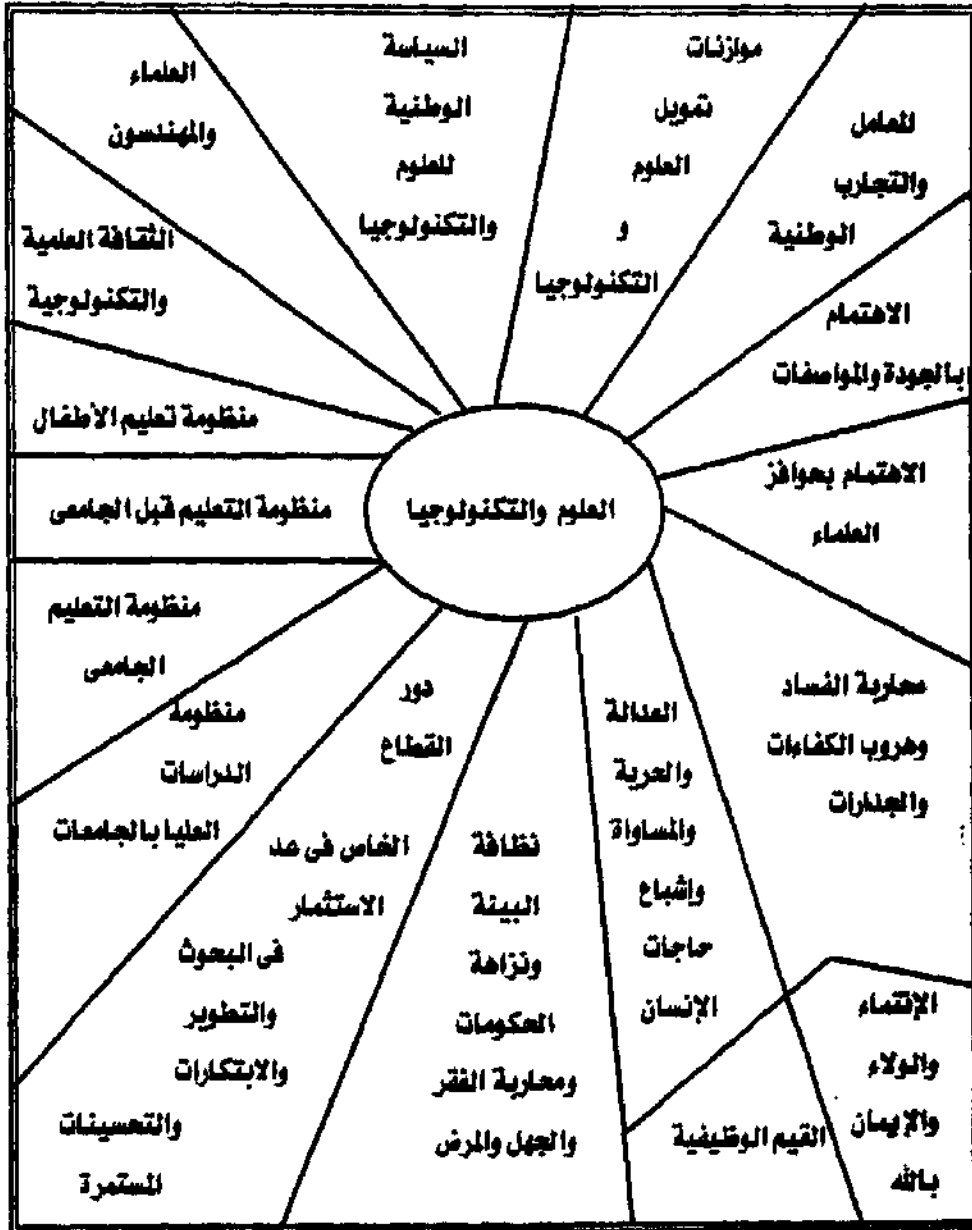 العلوم والتكنولوجيا
السياسة
الوطنية
للعلوم
والتكنولوجيا
موازنات
تمويل
العلوم
و
التكنولوجيا
المعامل
والتجارب
الوطنية
الاهتمام
بالجودة والمواصفات
الاهتمام بحوافز
العلماء
محاربة الفساد
وهروب الكفاءات
والجدارات
الإنتماء
والولاء
والإيمان
بالله
القيم الوظيفية
العدالة
والحرية
والمساواة
وإشباع
حاجات
الإنسان
نظافة
البيئة
ونزاهة
الحكومات
ومحاربة الفقر
والجهل والمرض
دور
القطاع
الخاص فى عد
الاستثمار
فى البحوث
والتطوير
والابتكارات
والتحسينات
المستمرة
منظومة
الدراسات
العليا بالجامعات
منظومة التعليم
الجامعى
منظومة التعليم قبل الجامعى
منظومة تعليم الأطفال
الثقافة العلمية
والتكنولوجية
العلماء
والمهندسون